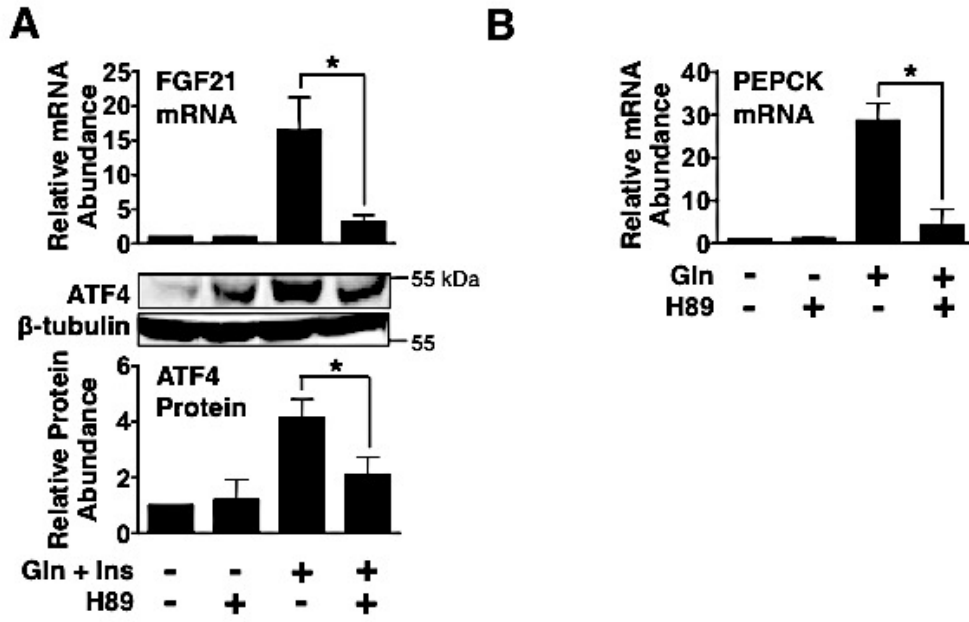 A
Relative mRNA
Abundance
25
20
15
10
5
0
FGF21
mRNA
*
ATF4
β-tubulin
55 kDa
55
Relative Protein
Abundance
6
4
2
0
ATF4
Protein
*
Gln + Ins - - + +
H89 - + - +
B
Relative mRNA
Abundance
40
30
20
10
0
PEPCK
mRNA
*
Gln - - + +
H89 - + - +